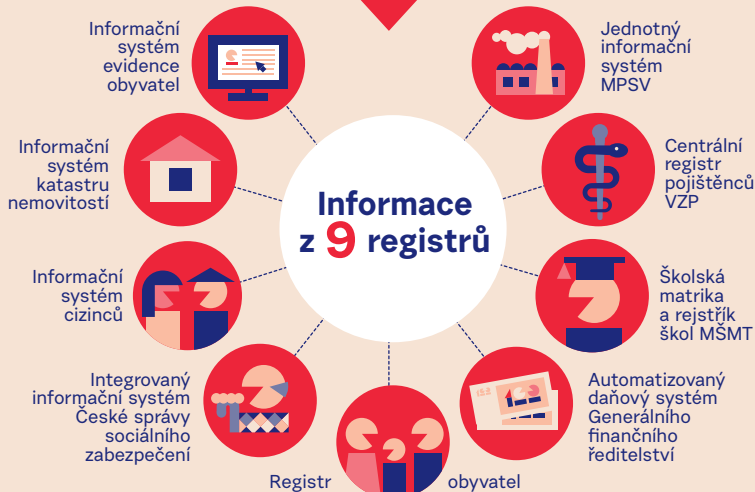 Informační
systém
evidence
obyvatel
Jednotný
informační
systém
MPSV
Informační
systém
katastru
nemovitostí
Centrální
registr
pojištěnců
VZP
Informace
z 9 registrů
Informační
systém
cizinců
Školská
matrika
a rejstřík
škol MŠMT
Integrovaný
informační systém
České správy
sociálního
zabezpečení
Automatizovaný
daňový systém
Generálního
finančního
ředitelství
Registr obyvatel